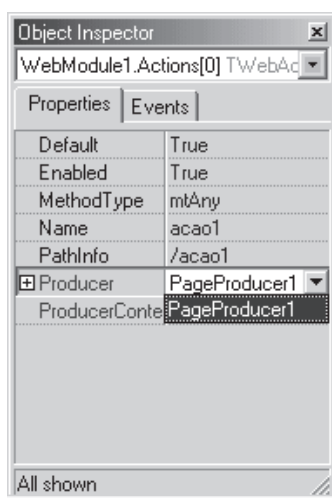 Object Inspector
WebModule1.Actions[0] TWebAc
Properties Events
Default True
Enabled True
MethodType mtAny
Name acao1
PathInfo /acao1
Producer PageProducer1
ProducerConte PageProducer1
All shown